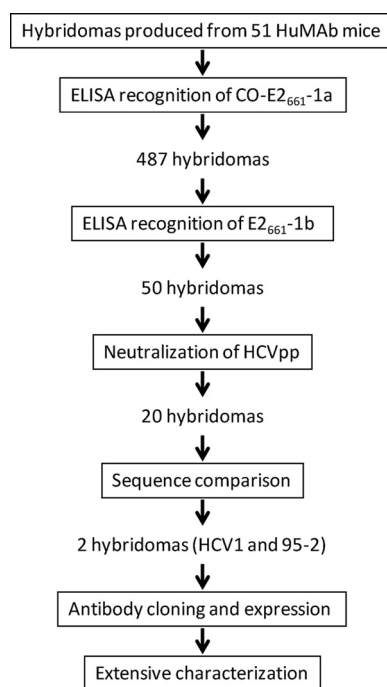 Hybridomas produced from 51 HuMAb mice
ELISA recognition of CO-E2₆₆₁-1a
487 hybridomas
ELISA recognition of E2₆₆₁-1b
50 hybridomas
Neutralization of HCVpp
20 hybridomas
Sequence comparison
2 hybridomas (HCV1 and 95-2)
Antibody cloning and expression
Extensive characterization